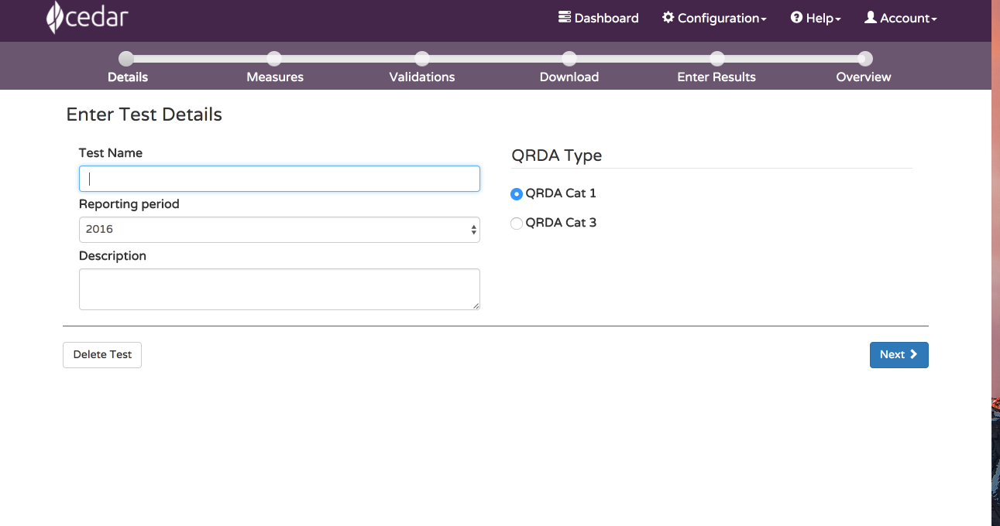 cedar Dashboard Configuration Help Account
Details Measures Validations Download Enter Results Overview
Enter Test Details
Test Name
Reporting period
2016
Description
QRDA Type
QRDA Cat 1
QRDA Cat 3
Delete Test Next